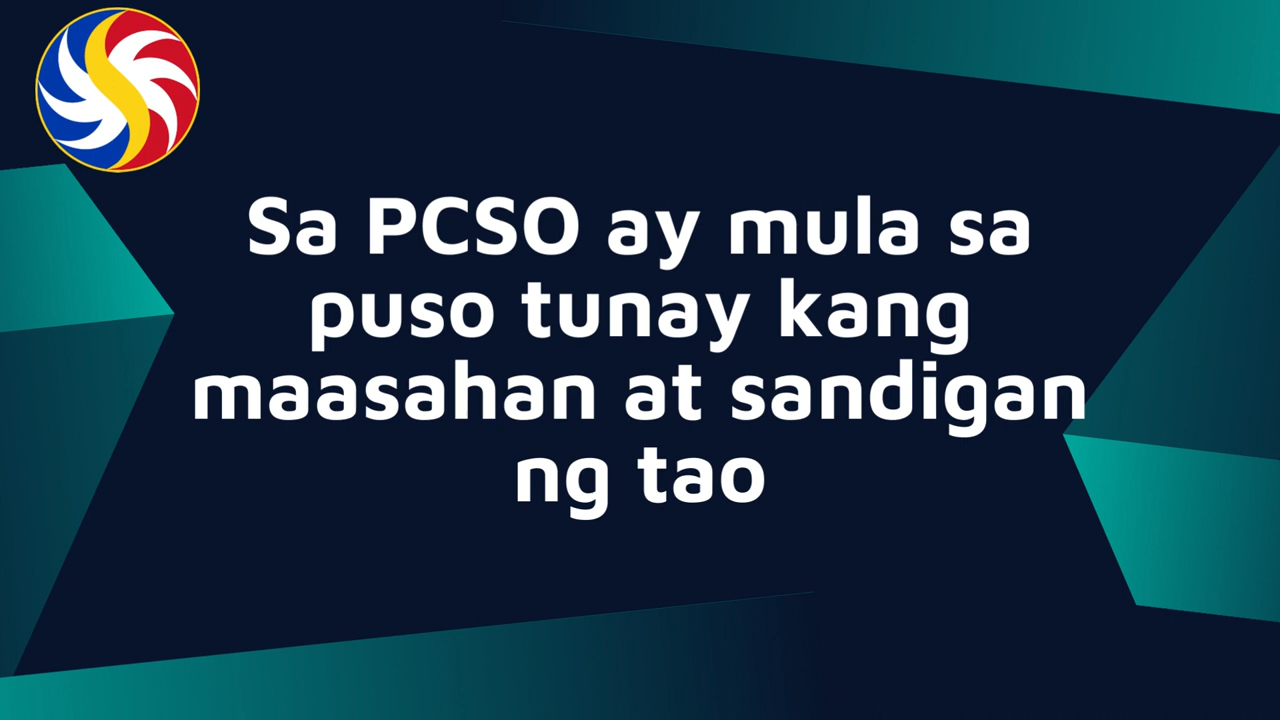 Sa PCSO ay mula sa
puso tunay kang
maasahan at sandigan
ng tao